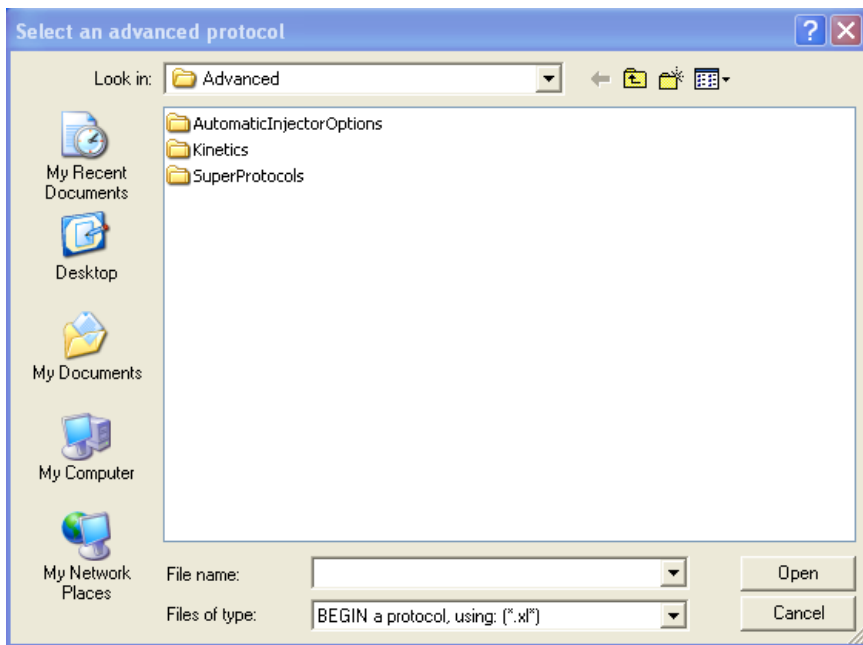 Select an advanced protocol
Look in: Advanced
AutomaticInjectorOptions
Kinetics
SuperProtocols
My Recent
Documents
Desktop
My Documents
My Computer
My Network
Places
File name: Open
Files of type: BEGIN a protocol, using: (*.xl*) Cancel